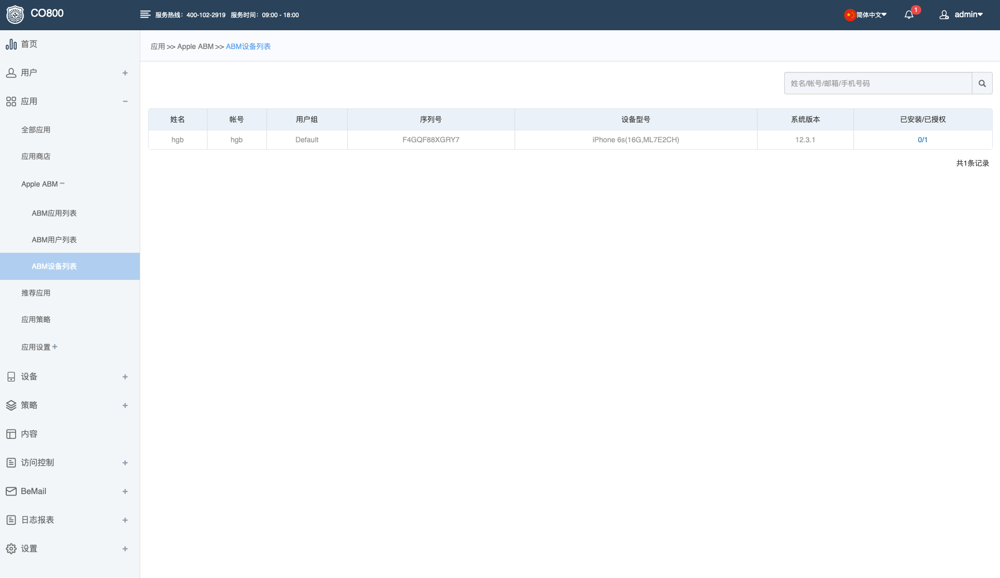 CO800
服务热线：400-102-2919 服务时间：09:00 - 18:00
简体中文
1
admin
首页
用户
应用
全部应用
应用商店
Apple ABM
ABM应用列表
ABM用户列表
ABM设备列表
推荐应用
应用策略
应用设置
设备
策略
内容
访问控制
BeMail
日志报表
设置
应用 >> Apple ABM >> ABM设备列表
姓名/帐号/邮箱/手机号码
姓名 帐号 用户组 序列号 设备型号 系统版本 已安装/已授权
hgb hgb Default F4GQF88XGRY7 iPhone 6s(16G,ML7E2CH) 12.3.1 0/1
共1条记录